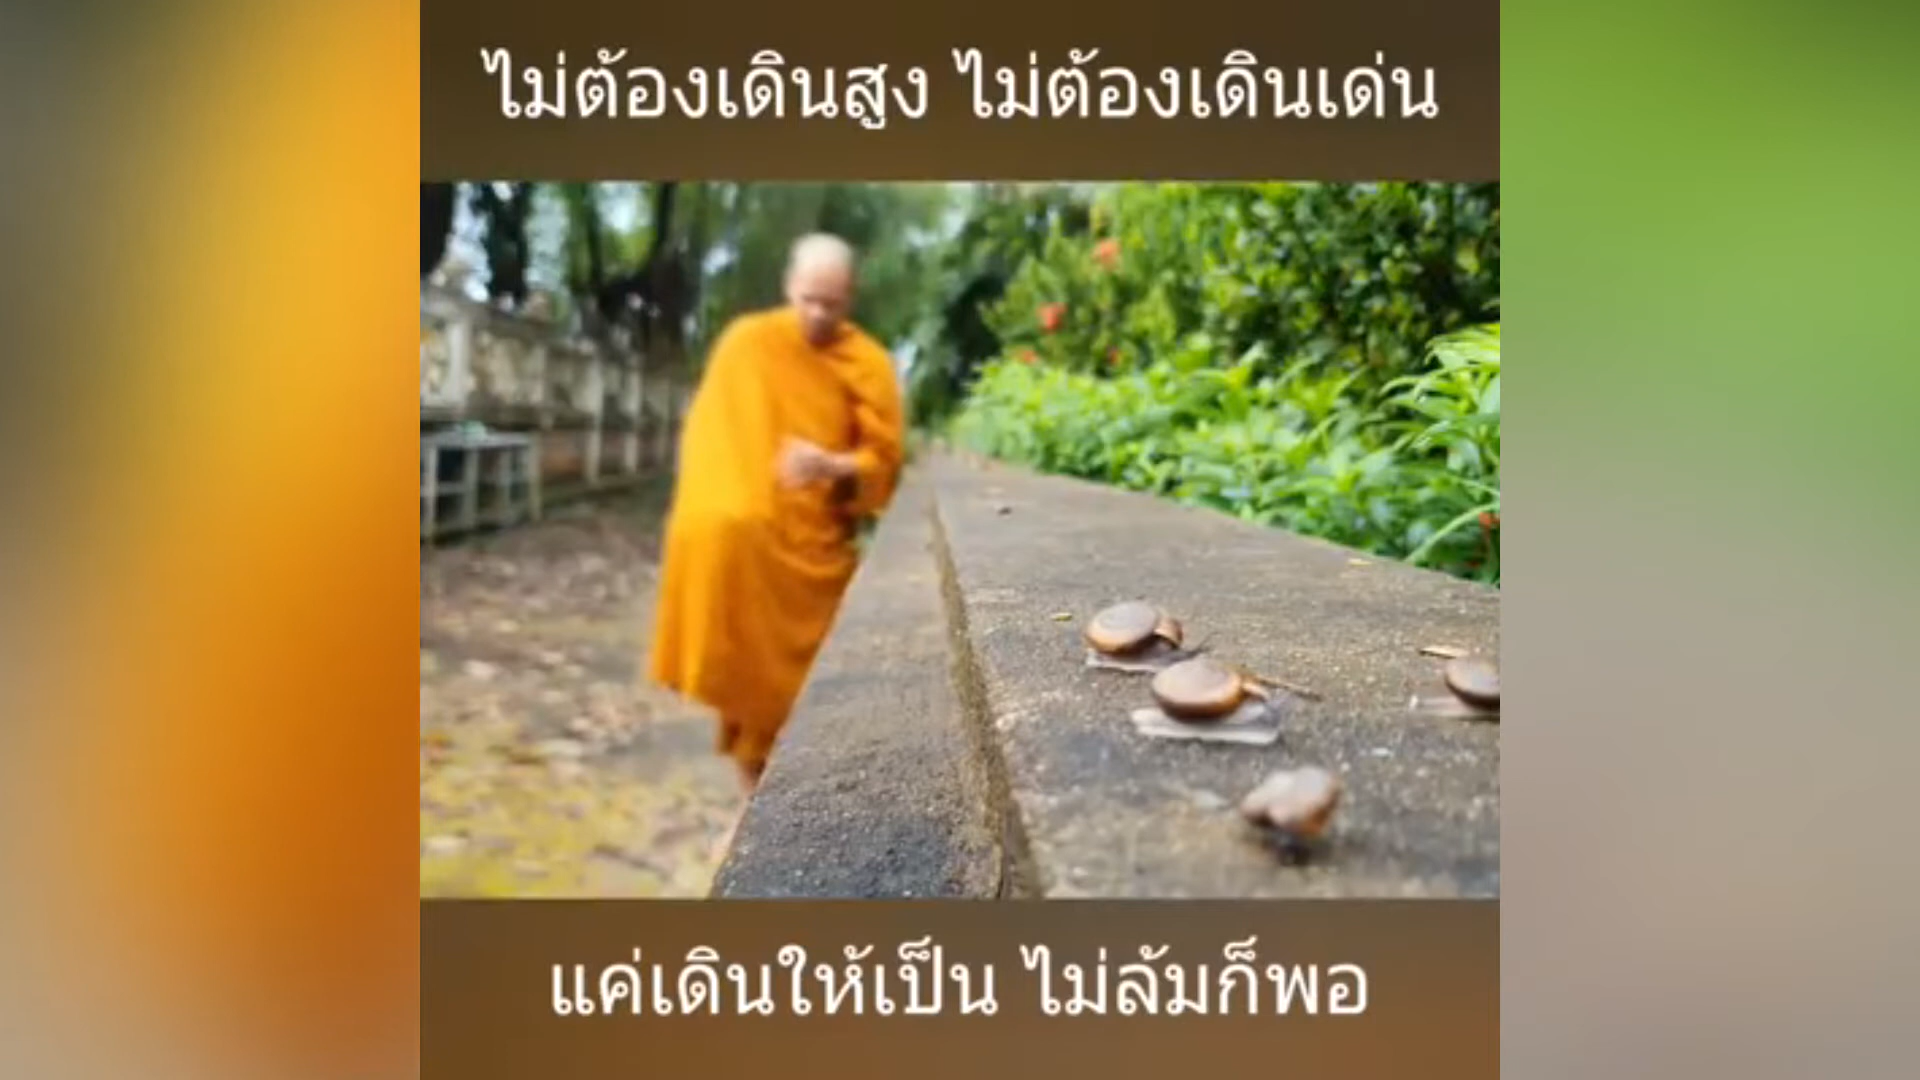 ไม่ต้องเดินสูง ไม่ต้องเดินเด่น
แค่เดินให้เป็น ไม่ล้มก็พอ